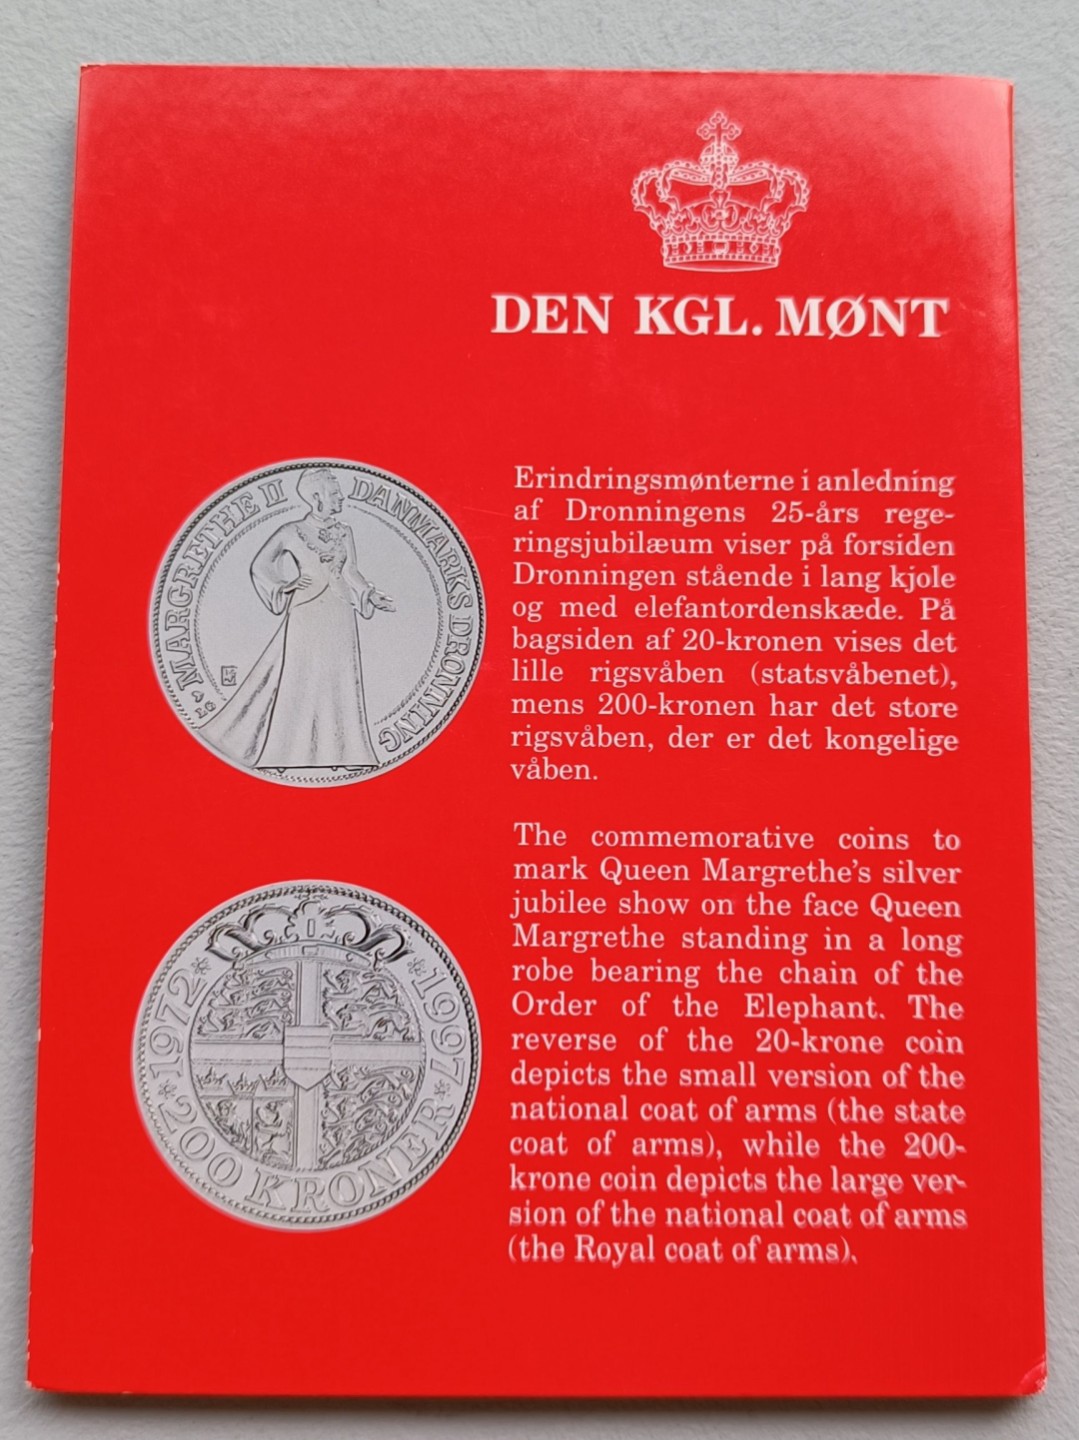 DEN KGL. MØNT
MARGRETHE II DANMARKS DRONNING
LG
Erindringsmønterne i anledning
af Dronningens 25-års rege-
ringsjubilæum viser på forsiden
Dronningen stående i lang kjole
og med elefantordenskæde. På
bagsiden af 20-kronen vises det
lille rigsvåben (statsvåbenet),
mens 200-kronen har det store
rigsvåben, der er det kongelige
våben.
The commemorative coins to
mark Queen Margrethe's silver
jubilee show on the face Queen
Margrethe standing in a long
robe bearing the chain of the
Order of the Elephant. The
reverse of the 20-krone coin
depicts the small version of the
national coat of arms (the state
coat of arms), while the 200-
krone coin depicts the large ver-
sion of the national coat of arms
(the Royal coat of arms).
1972 1997
200 KRONER